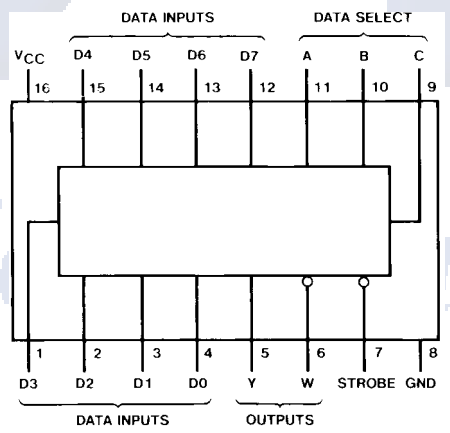 DATA INPUTS DATA SELECT
VCC D4 D5 D6 D7 A B C
16 15 14 13 12 11 10 9
1 2 3 4 5 6 7 8
D3 D2 D1 D0 Y W STROBE GND
DATA INPUTS OUTPUTS